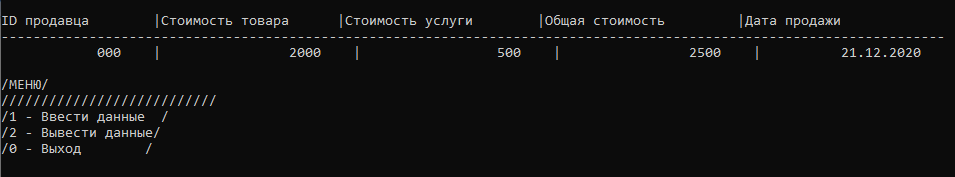 ID продавца |Стоимость товара |Стоимость услуги |Общая стоимость |Дата продажи
----------------------------------------------------------------------------------------------------------------------
000 | 2000 | 500 | 2500 | 21.12.2020
/МЕНЮ/
///////////////////////////
/1 - Ввести данные /
/2 - Вывести данные/
/0 - Выход /